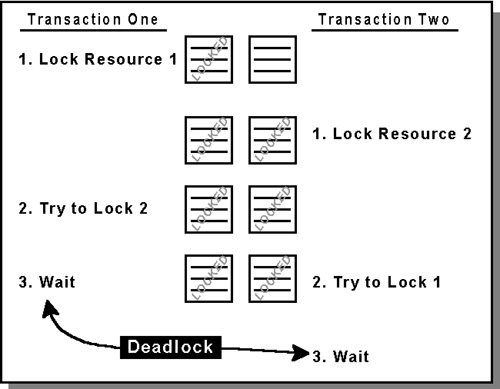 Transaction One
Transaction Two
1. Lock Resource 1
LOCKED
LOCKED
LOCKED
1. Lock Resource 2
2. Try to Lock 2
LOCKED
LOCKED
3. Wait
LOCKED
LOCKED
2. Try to Lock 1
Deadlock
3. Wait